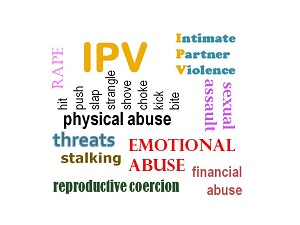 IPV
Intimate
Partner
Violence
RAPE
hit
push
slap
strangle
shove
choke
kick
bite
sexual
assault
physical abuse
threats
stalking
EMOTIONAL
ABUSE
financial
abuse
reproductive coercion